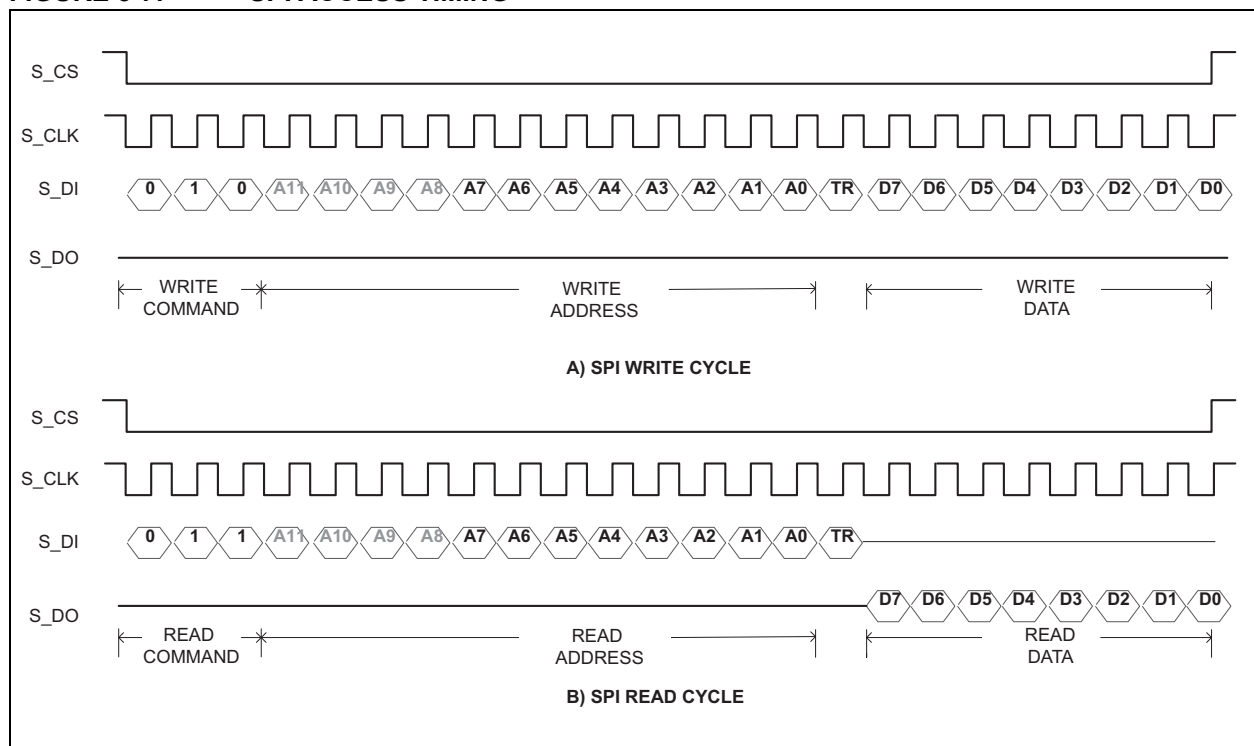 S_CS
S_CLK
S_DI 0 1 0 A11 A10 A9 A8 A7 A6 A5 A4 A3 A2 A1 A0 TR D7 D6 D5 D4 D3 D2 D1 D0
S_DO
WRITE COMMAND
WRITE ADDRESS
WRITE DATA
A) SPI WRITE CYCLE
S_CS
S_CLK
S_DI 0 1 1 A11 A10 A9 A8 A7 A6 A5 A4 A3 A2 A1 A0 TR
S_DO D7 D6 D5 D4 D3 D2 D1 D0
READ COMMAND
READ ADDRESS
READ DATA
B) SPI READ CYCLE